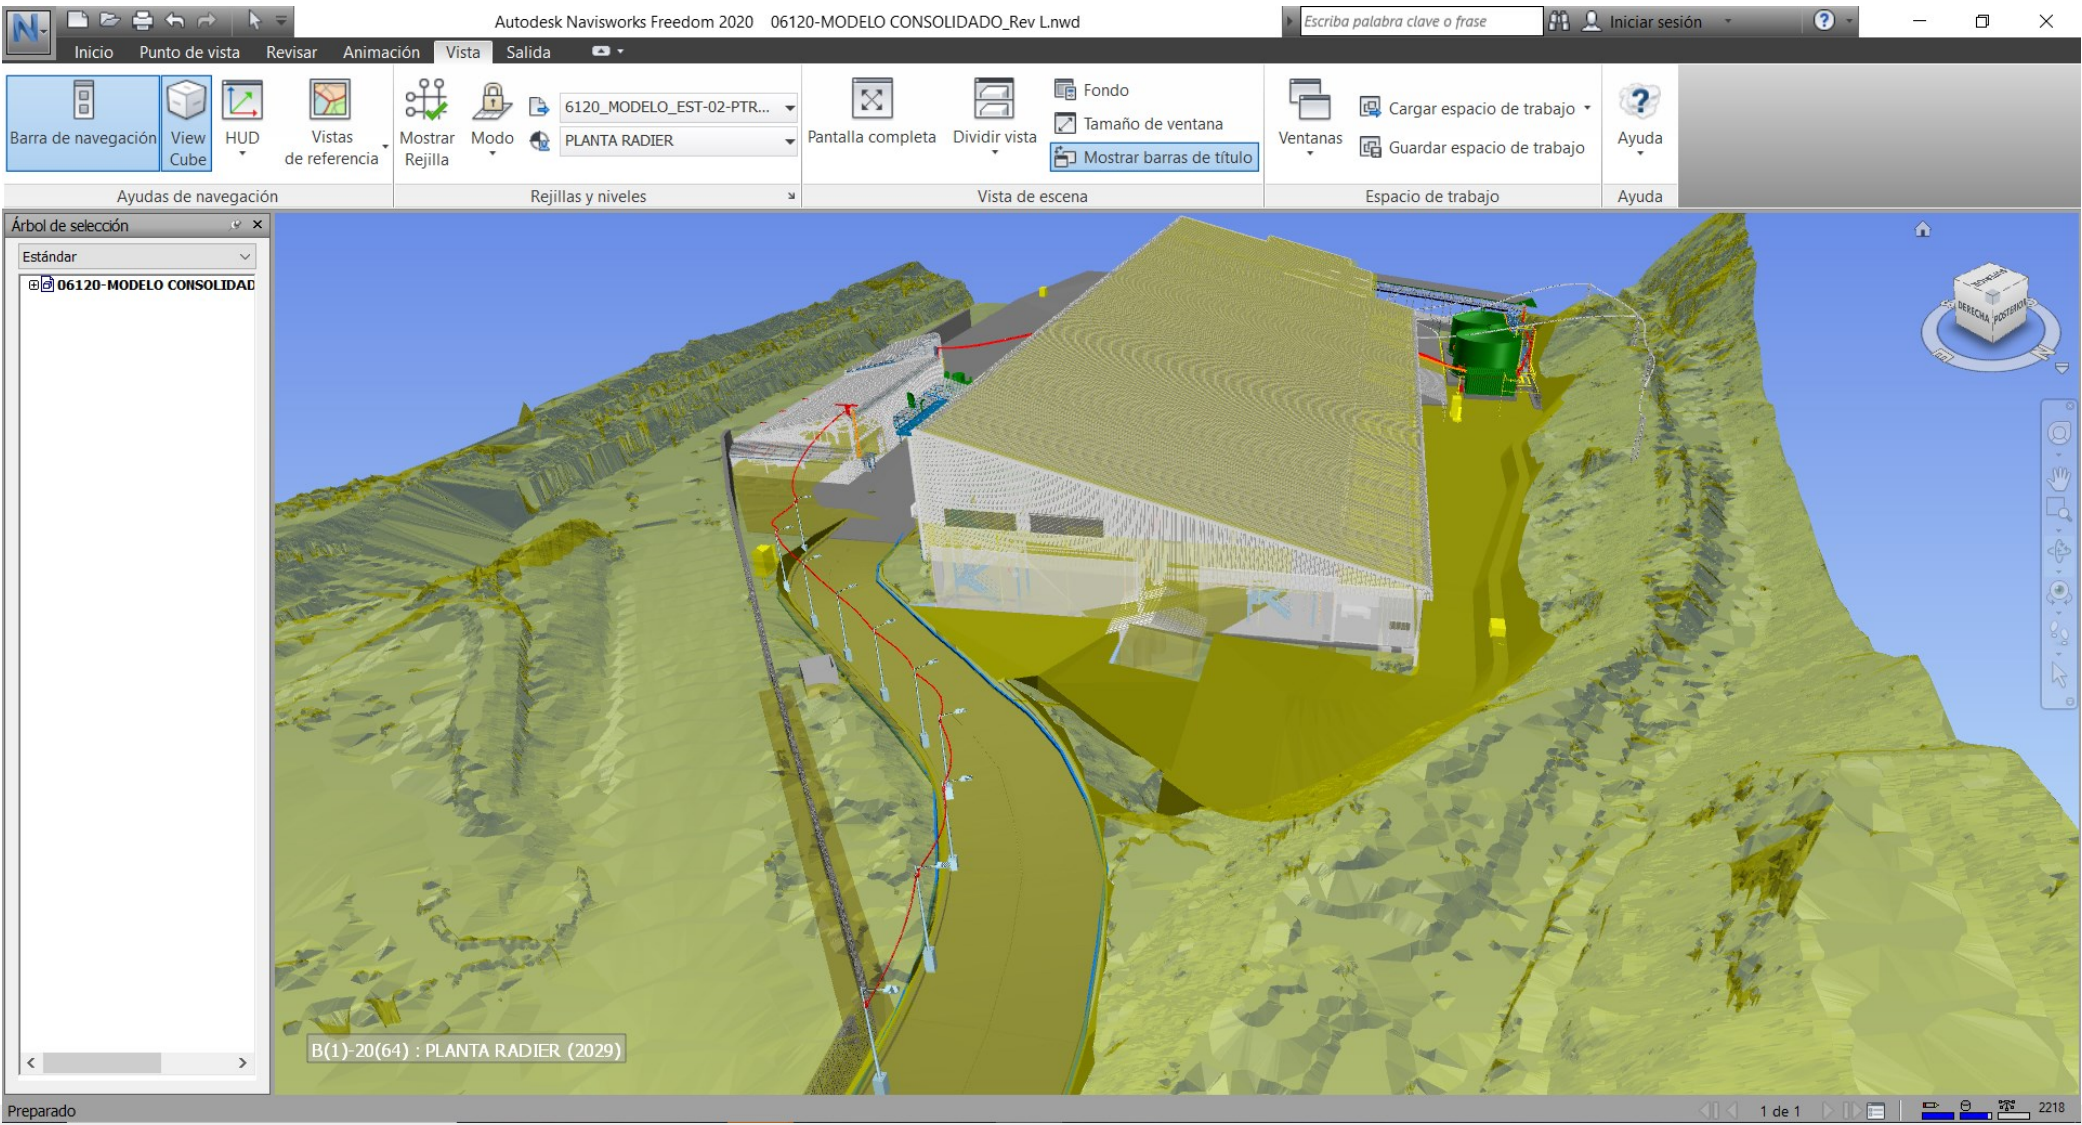 Autodesk Navisworks Freedom 2020 06120-MODELO CONSOLIDADO_Rev L.nwd
Escriba palabra clave o frase
Iniciar sesión
Inicio Punto de vista Revisar Animación Vista Salida
Barra de navegación
View Cube
HUD
Vistas de referencia
Mostrar Rejilla
Modo
6120_MODELO_EST-02-PTR...
PLANTA RADIER
Pantalla completa
Dividir vista
Fondo
Tamaño de ventana
Mostrar barras de título
Ventanas
Cargar espacio de trabajo
Guardar espacio de trabajo
Ayuda
Ayudas de navegación
Rejillas y niveles
Vista de escena
Espacio de trabajo
Ayuda
Árbol de selección
Estándar
06120-MODELO CONSOLIDAD
DERECHA
POSTERIOR
B(1)-20(64) : PLANTA RADIER (2029)
Preparado
1 de 1
2218